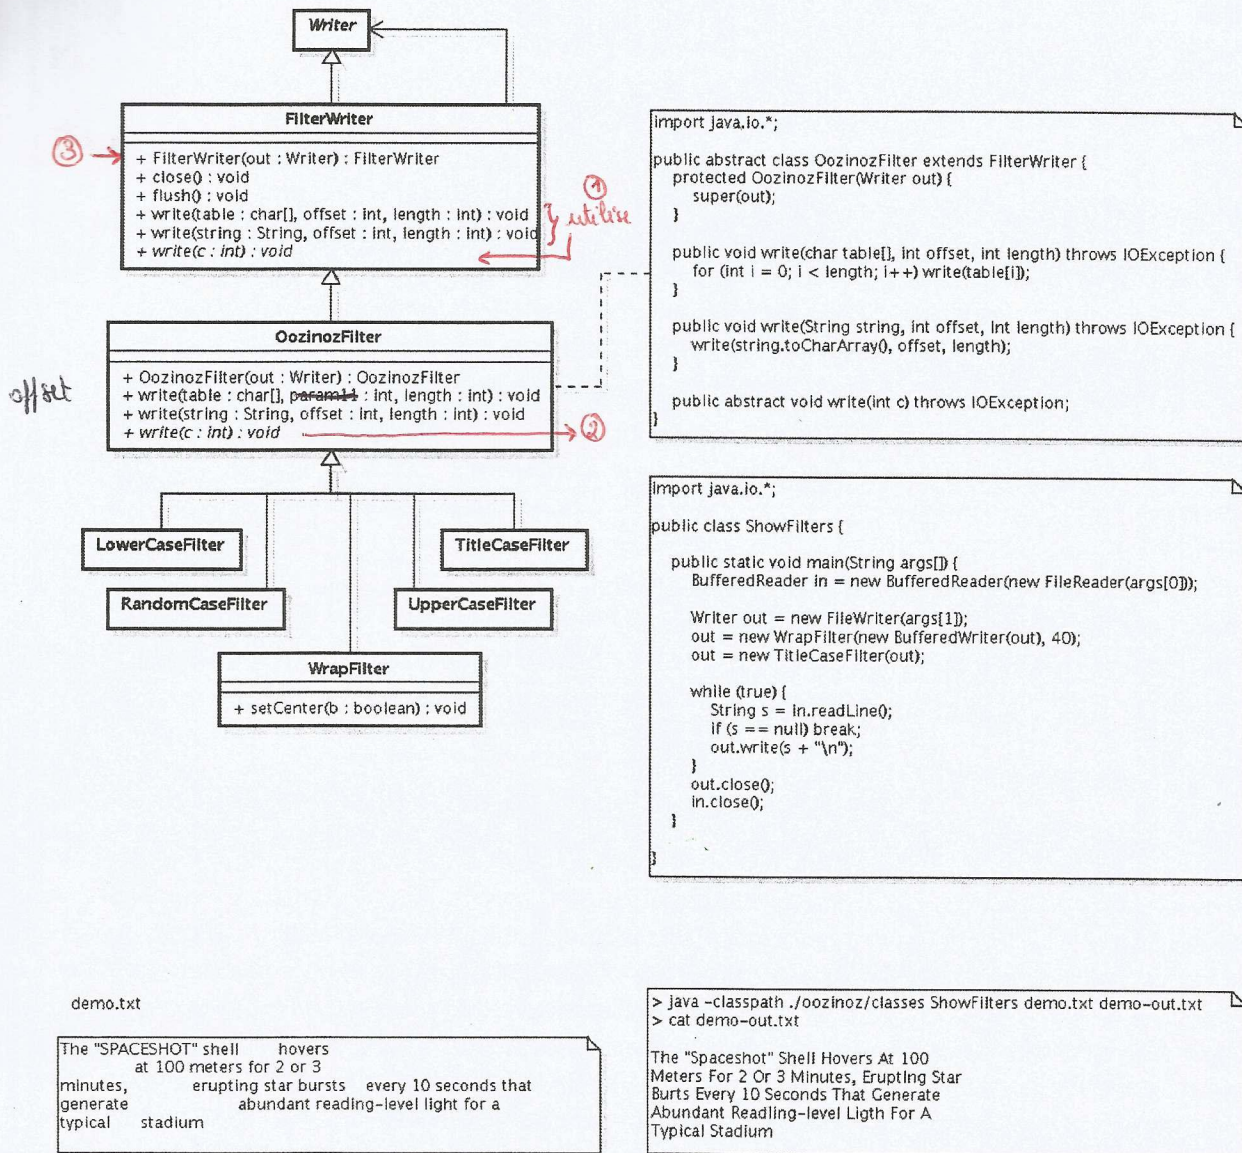 Writer
FilterWriter
③
+ FilterWriter(out : Writer) : FilterWriter
+ close() : void
+ flush() : void
+ write(table : char[], offset : int, length : int) : void
+ write(string : String, offset : int, length : int) : void
+ write(c : int) : void
①
utilise
OozinozFilter
offset
+ OozinozFilter(out : Writer) : OozinozFilter
+ write(table : char[], param11 : int, length : int) : void
+ write(string : String, offset : int, length : int) : void
+ write(c : int) : void
②
LowerCaseFilter
TitleCaseFilter
RandomCaseFilter
UpperCaseFilter
WrapFilter
+ setCenter(b : boolean) : void
import java.io.*;
public abstract class OozinozFilter extends FilterWriter {
protected OozinozFilter(Writer out) {
super(out);
}
public void write(char table[], int offset, int length) throws IOException {
for (int i = 0; i < length; i++) write(table[i]);
}
public void write(String string, int offset, int length) throws IOException {
write(string.toCharArray(), offset, length);
}
public abstract void write(int c) throws IOException;
}
import java.io.*;
public class ShowFilters {
public static void main(String args[]) {
BufferedReader in = new BufferedReader(new FileReader(args[0]));
Writer out = new FileWriter(args[1]);
out = new WrapFilter(new BufferedWriter(out), 40);
out = new TitleCaseFilter(out);
while (true) {
String s = in.readLine();
if (s == null) break;
out.write(s + "\n");
}
out.close();
in.close();
}
}
demo.txt
The "SPACESHOT" shell hovers
at 100 meters for 2 or 3
minutes, erupting star bursts every 10 seconds that
generate abundant reading-level light for a
typical stadium
> java -classpath ./oozinoz/classes ShowFilters demo.txt demo-out.txt
> cat demo-out.txt
The "Spaceshot" Shell Hovers At 100
Meters For 2 Or 3 Minutes, Erupting Star
Burts Every 10 Seconds That Generate
Abundant Readling-level Ligth For A
Typical Stadium